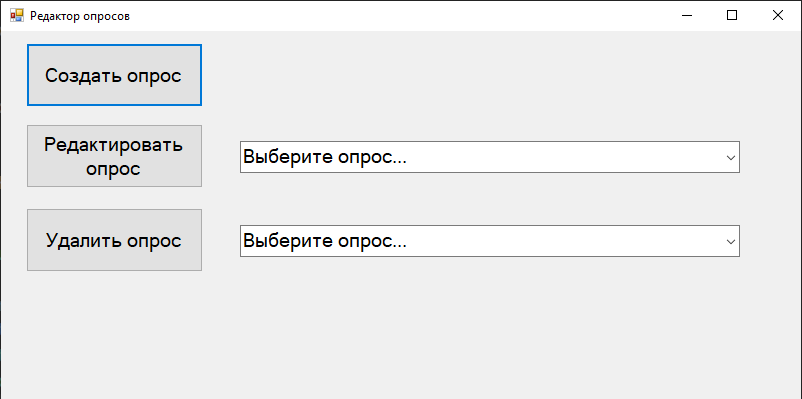 Редактор опросов
Создать опрос
Редактировать
опрос
Выберите опрос...
Удалить опрос
Выберите опрос...